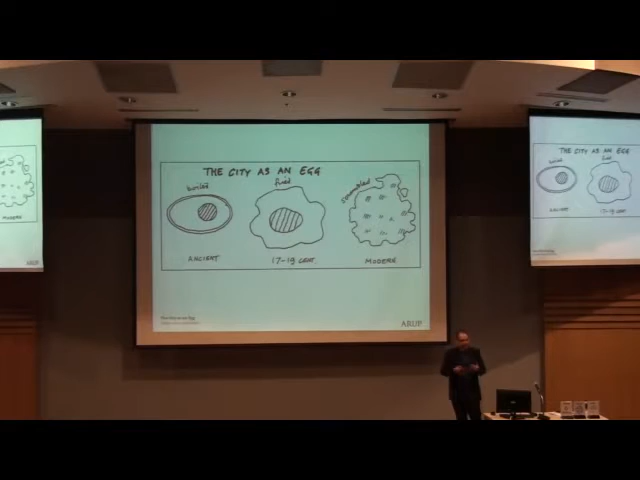 THE CITY AS AN EGG
boiled
fried
scrambled
ANCIENT
17-19 CENT.
MODERN
ARUP
MODERN
ARUP
THE CITY AS AN EGG
boiled
fried
ANCIENT
17-19 CENT.